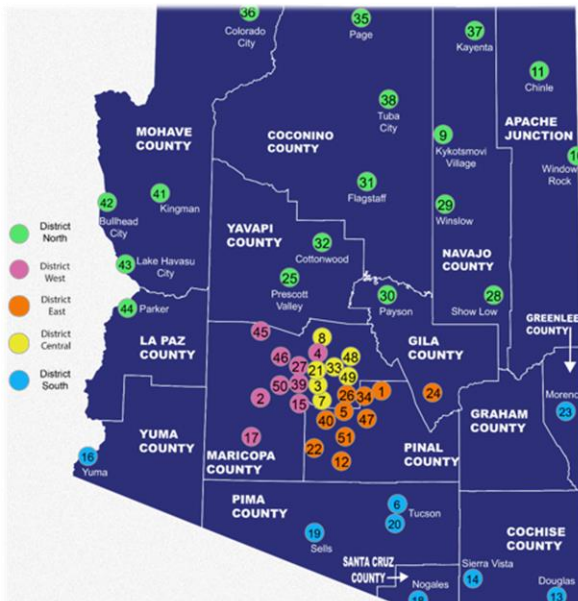 36
Colorado
City
35
Page
37
Kayenta
11
Chinle
38
Tuba
City
MOHAVE
COUNTY
COCONINO
COUNTY
9
Kykotsmovi
Village
APACHE
JUNCTION
Window
Rock
31
Flagstaff
42
Bullhead
City
41
Kingman
29
Winslow
YAVAPI
COUNTY
32
Cottonwood
NAVAJO
COUNTY
District
North
District
West
District
East
District
Central
District
South
43
Lake Havasu
City
25
Prescott
Valley
30
Payson
28
Show Low
44
Parker
GREENLEE
COUNTY
LA PAZ
COUNTY
45
8
4
46
27
21
33
48
49
50
39
3
2
15
7
26
34
1
5
40
47
GILA
COUNTY
24
GRAHAM
COUNTY
23
YUMA
COUNTY
16
Yuma
17
MARICOPA
COUNTY
51
22
12
PINAL
COUNTY
PIMA
COUNTY
6
Tucson
20
19
Sells
COCHISE
COUNTY
SANTA CRUZ
COUNTY
Nogales
Sierra Vista
14
Douglas
13